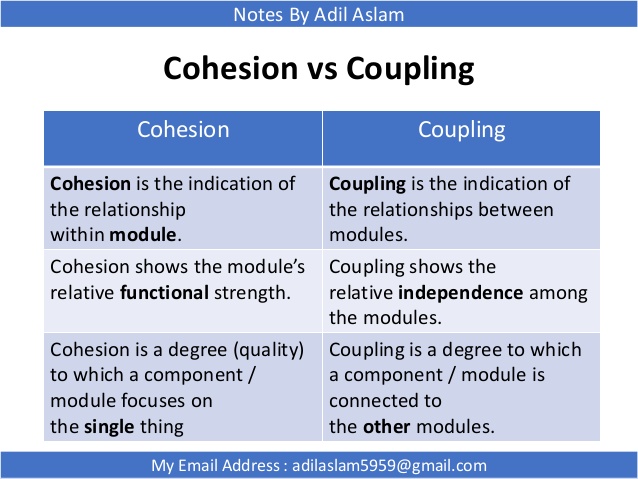 Notes By Adil Aslam
Cohesion vs Coupling
Cohesion
Coupling
Cohesion is the indication of
the relationship
within module.
Coupling is the indication of
the relationships between
modules.
Cohesion shows the module’s
relative functional strength.
Coupling shows the
relative independence among
the modules.
Cohesion is a degree (quality)
to which a component /
module focuses on
the single thing
Coupling is a degree to which
a component / module is
connected to
the other modules.
My Email Address : adilaslam5959@gmail.com